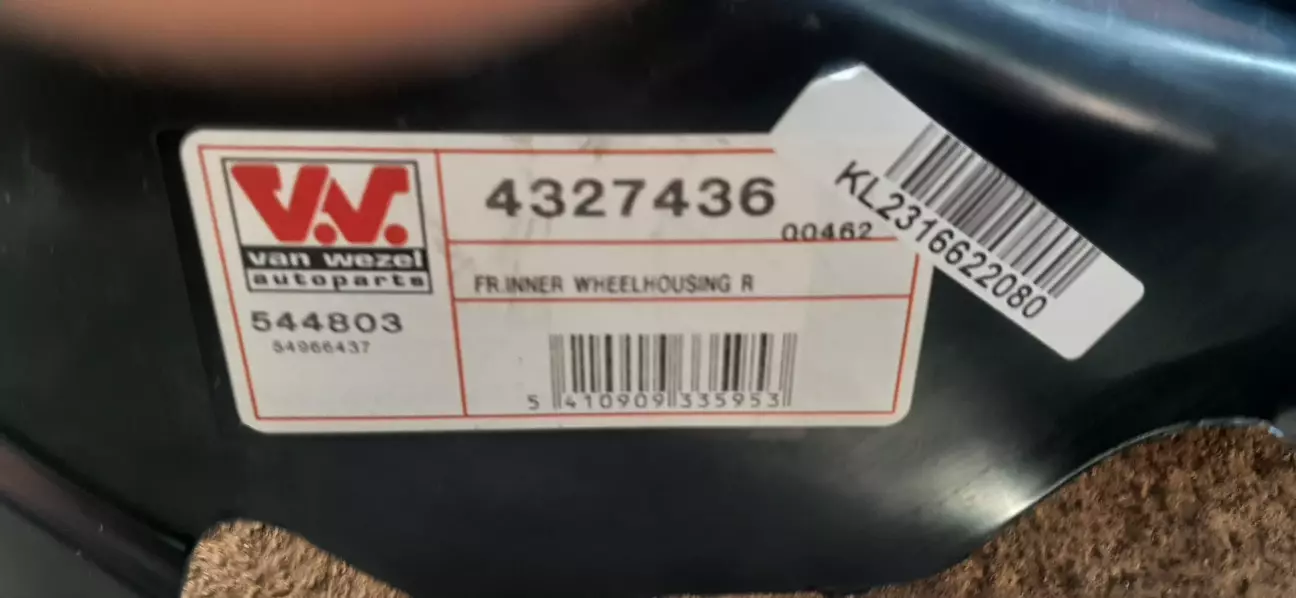 V.W.
van wezel
autoparts
544803
54966437
4327436
00462
FR.INNER WHEELHOUSING R
5 410909 335953
KL2316622080